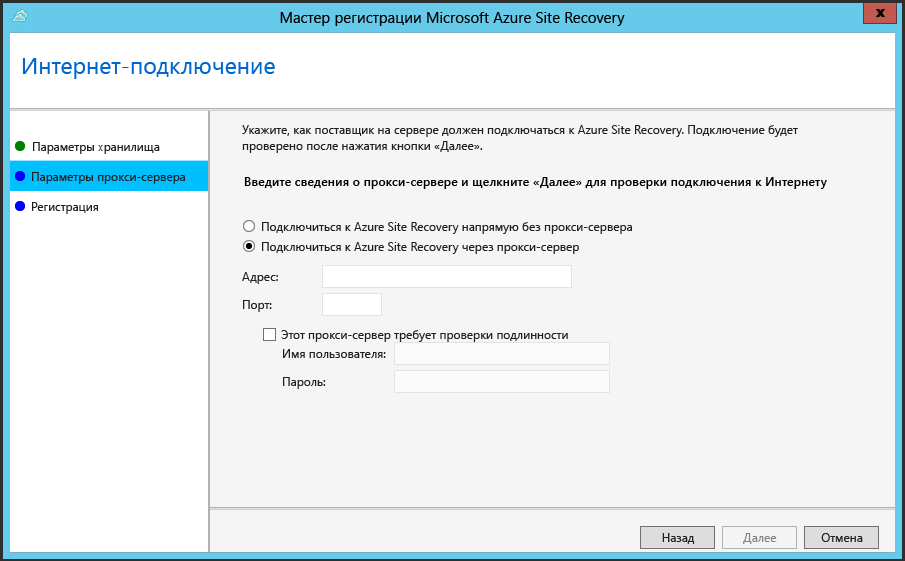 Мастер регистрации Microsoft Azure Site Recovery
x
Интернет-подключение
Параметры хранилища
Параметры прокси-сервера
Регистрация
Укажите, как поставщик на сервере должен подключаться к Azure Site Recovery. Подключение будет
проверено после нажатия кнопки «Далее».
Введите сведения о прокси-сервере и щелкните «Далее» для проверки подключения к Интернету
Подключиться к Azure Site Recovery напрямую без прокси-сервера
Подключиться к Azure Site Recovery через прокси-сервер
Адрес:
Порт:
Этот прокси-сервер требует проверки подлинности
Имя пользователя:
Пароль:
Назад Далее Отмена